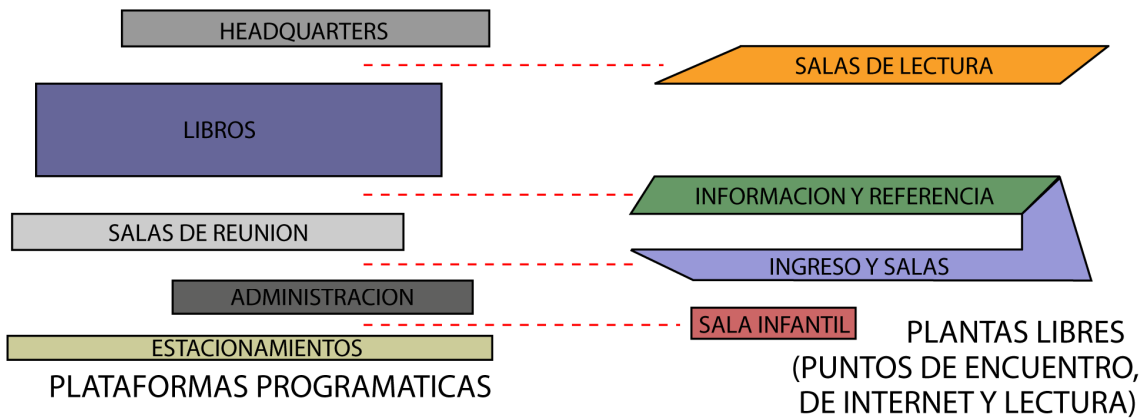 HEADQUARTERS
SALAS DE LECTURA
LIBROS
INFORMACION Y REFERENCIA
SALAS DE REUNION
INGRESO Y SALAS
ADMINISTRACION
SALA INFANTIL
ESTACIONAMIENTOS
PLATAFORMAS PROGRAMATICAS
PLANTAS LIBRES
(PUNTOS DE ENCUENTRO,
DE INTERNET Y LECTURA)